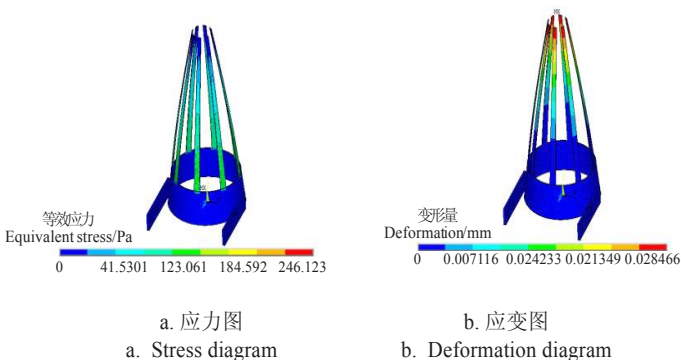 等效应力
Equivalent stress/Pa
0 41.5301 123.061 184.592 246.123
变形量
Deformation/mm
0 0.007116 0.024233 0.021349 0.028466
a. 应力图
a. Stress diagram
b. 应变图
b. Deformation diagram